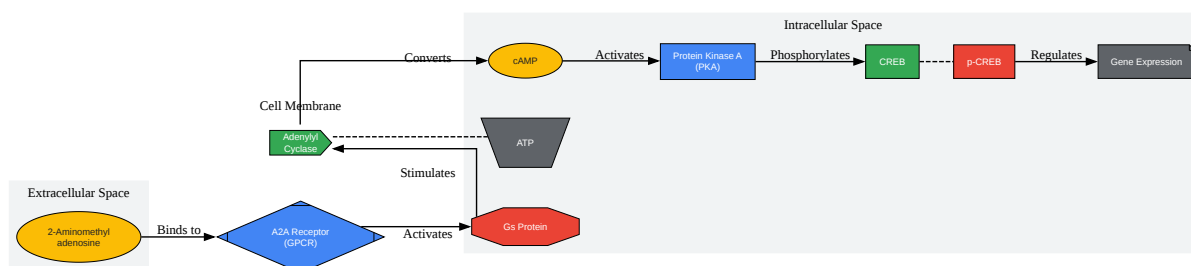 Intracellular Space
Converts
cAMP
Activates
Protein Kinase A
(PKA)
Phosphorylates
CREB
p-CREB
Regulates
Gene Expression
Cell Membrane
Adenylyl
Cyclase
ATP
Stimulates
Extracellular Space
2-Aminomethyl
adenosine
Binds to
A2A Receptor
(GPCR)
Activates
Gs Protein